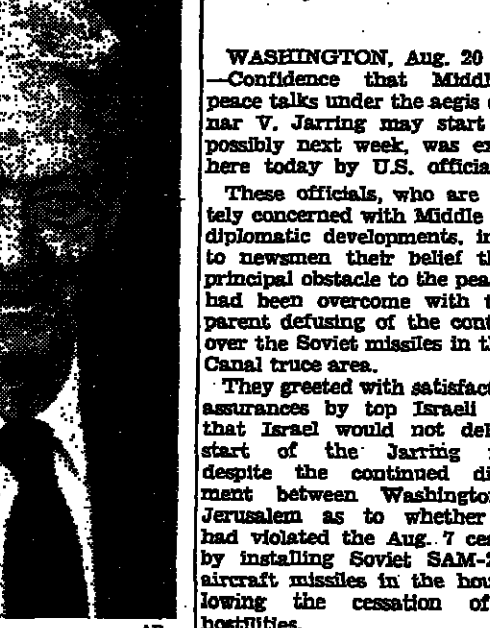 WASHINGTON, Aug. 20
—Confidence that Middl
peace talks under the aegis
nar V. Jarring may start
possibly next week, was ex
here today by U.S. officia
These officials, who are
tely concerned with Middle
diplomatic developments, in
to newsmen their belief th
principal obstacle to the pea
had been overcome with t
parent defusing of the cont
over the Soviet missiles in t
Canal truce area.
They greeted with satisfac
assurances by top Israeli
that Israel would not del
start of the Jarring
despite the continued di
ment between Washingto
Jerusalem as to whether
had violated the Aug. 7 cea
by installing Soviet SAM-2
aircraft missiles in the hou
lowing the cessation of
hostilities.